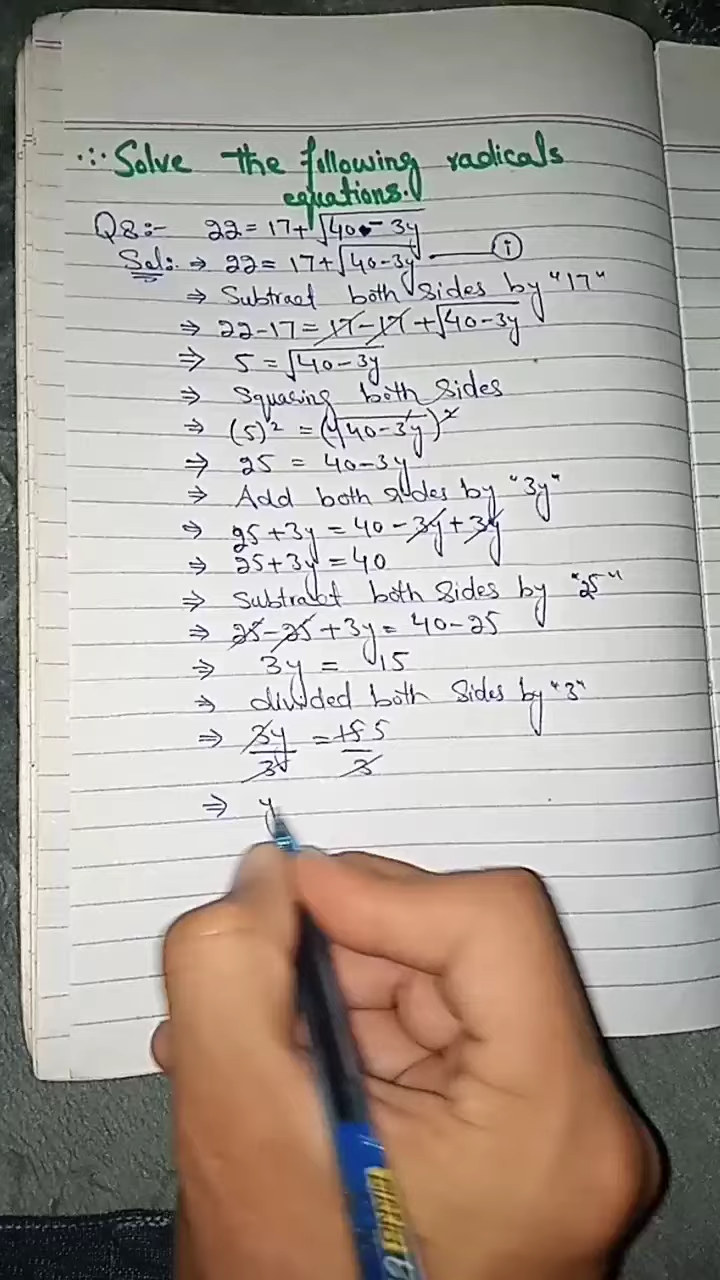 ∴ Solve the following radicals
equations.
Q8:- 22 = 17 + √40 - 3y
Sol: ⇒ 22 = 17 + √40-3y — (i)
⇒ Subtract both sides by "17"
⇒ 22-17 = 17-17 + √40-3y
⇒ 5 = √40-3y
⇒ Squaring both sides
⇒ (5)² = (√40-3y)²
⇒ 25 = 40-3y
⇒ Add both sides by "3y"
⇒ 25+3y = 40-3y+3y
⇒ 25+3y = 40
⇒ Subtract both sides by "25"
⇒ 25-25+3y = 40-25
⇒ 3y = 15
⇒ divided both sides by "3"
⇒ 3y/3 = 15 5/3
⇒ y